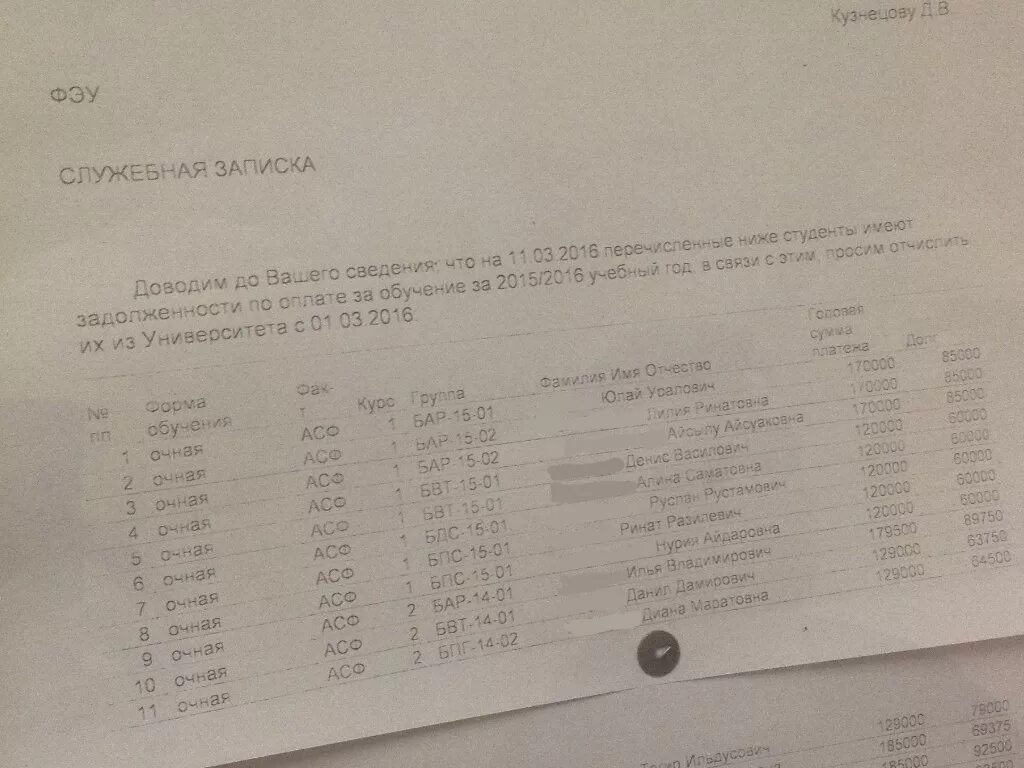 Кузнецову Д.В
ФЭУ
СЛУЖЕБНАЯ ЗАПИСКА
Доводим до Вашего сведения, что на 11.03.2016 перечисленные ниже студенты имеют
задолженности по оплате за обучение за 2015/2016 учебный год, в связи с этим, просим отчислить
их из Университета с 01.03.2016.
№ пп Форма обучения Фак-т Курс Группа Фамилия Имя Отчество Годовая сумма платежа Долг
1 очная АСФ 1 БАР-15-01 Юлай Уралович 170000 85000
2 очная АСФ 1 БАР-15-02 Лилия Ринатовна 170000 85000
3 очная АСФ 1 БАР-15-02 Айсылу Айсуаковна 170000 85000
4 очная АСФ 1 БВТ-15-01 Денис Василович 120000 60000
5 очная АСФ 1 БВТ-15-01 Алина Саматовна 120000 60000
6 очная АСФ 1 БДС-15-01 Руслан Рустамович 120000 60000
7 очная АСФ 1 БПС-15-01 Ринат Разилевич 120000 60000
8 очная АСФ 1 БПС-15-01 Нурия Айдаровна 120000 60000
9 очная АСФ 2 БАР-14-01 Илья Владимирович 179500 89750
10 очная АСФ 2 БВТ-14-01 Данил Дамирович 129000 63750
11 очная АСФ 2 БПГ-14-02 Диана Маратовна 129000 64500
Ильдусович 129000 78000
185000 69375
185000 92500